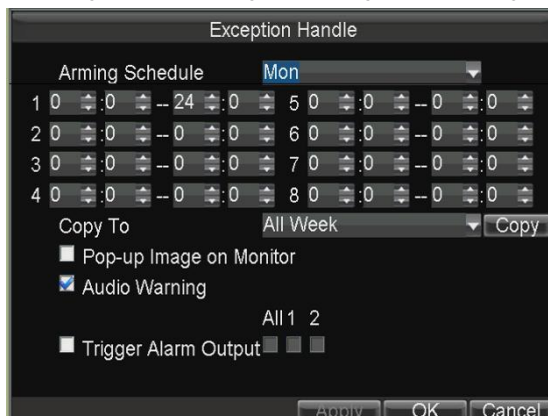 Exception Handle
Arming Schedule Mon
1 0 :0 -- 24 :0 5 0 :0 -- 0 :0
2 0 :0 -- 0 :0 6 0 :0 -- 0 :0
3 0 :0 -- 0 :0 7 0 :0 -- 0 :0
4 0 :0 -- 0 :0 8 0 :0 -- 0 :0
Copy To All Week Copy
Pop-up Image on Monitor
Audio Warning
All 1 2
Trigger Alarm Output
Apply OK Cancel